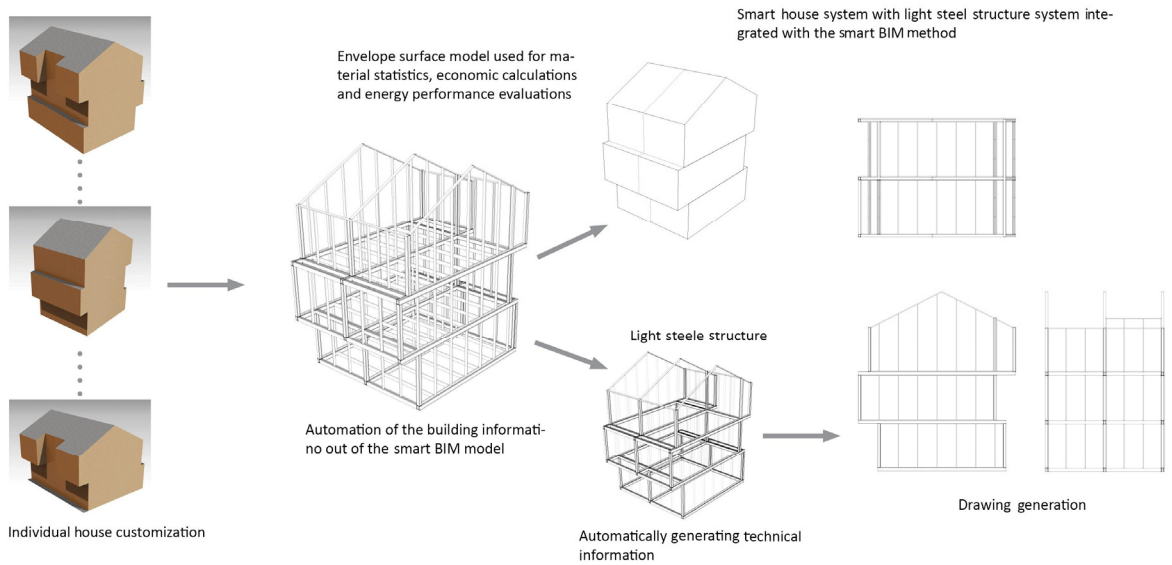 Smart house system with light steel structure system inte-
grated with the smart BIM method
Envelope surface model used for ma-
terial statistics, economic calculations
and energy performance evaluations
Light steele structure
Automation of the building informati-
no out of the smart BIM model
Drawing generation
Individual house customization
Automatically generating technical
information